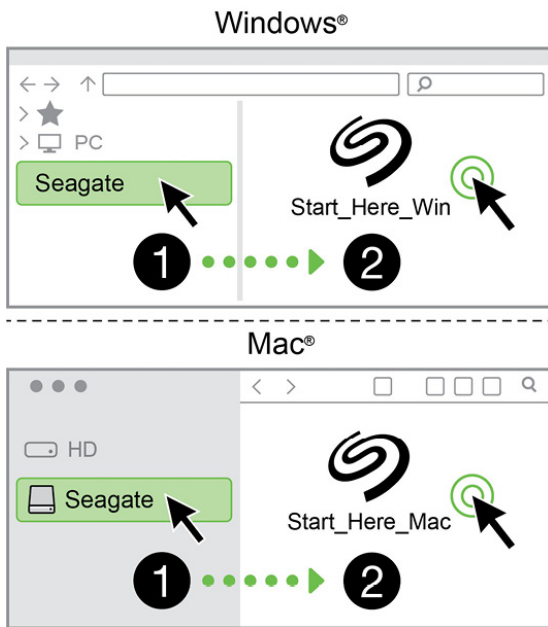 Windows®
PC
Seagate
Start_Here_Win
1 2
Mac®
HD
Seagate
Start_Here_Mac
1 2